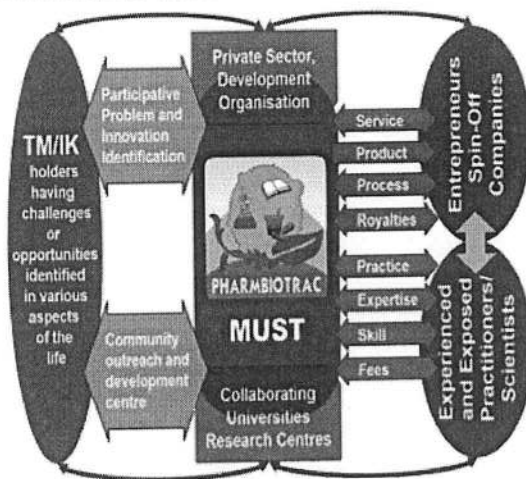 TM/IK
holders
having
challenges
or
opportunities
identified
in various
aspects
of the
life
Participative
Problem and
Innovation
Identification
Community
outreach and
development
centre
Private Sector,
Development
Organisation
PHARMBIOTRAC
MUST
Collaborating
Universities
Research Centres
Service
Product
Process
Royalties
Practice
Expertise
Skill
Fees
Entrepreneurs
Spin-Off
Companies
Experienced
and Exposed
Practitioners/
Scientists